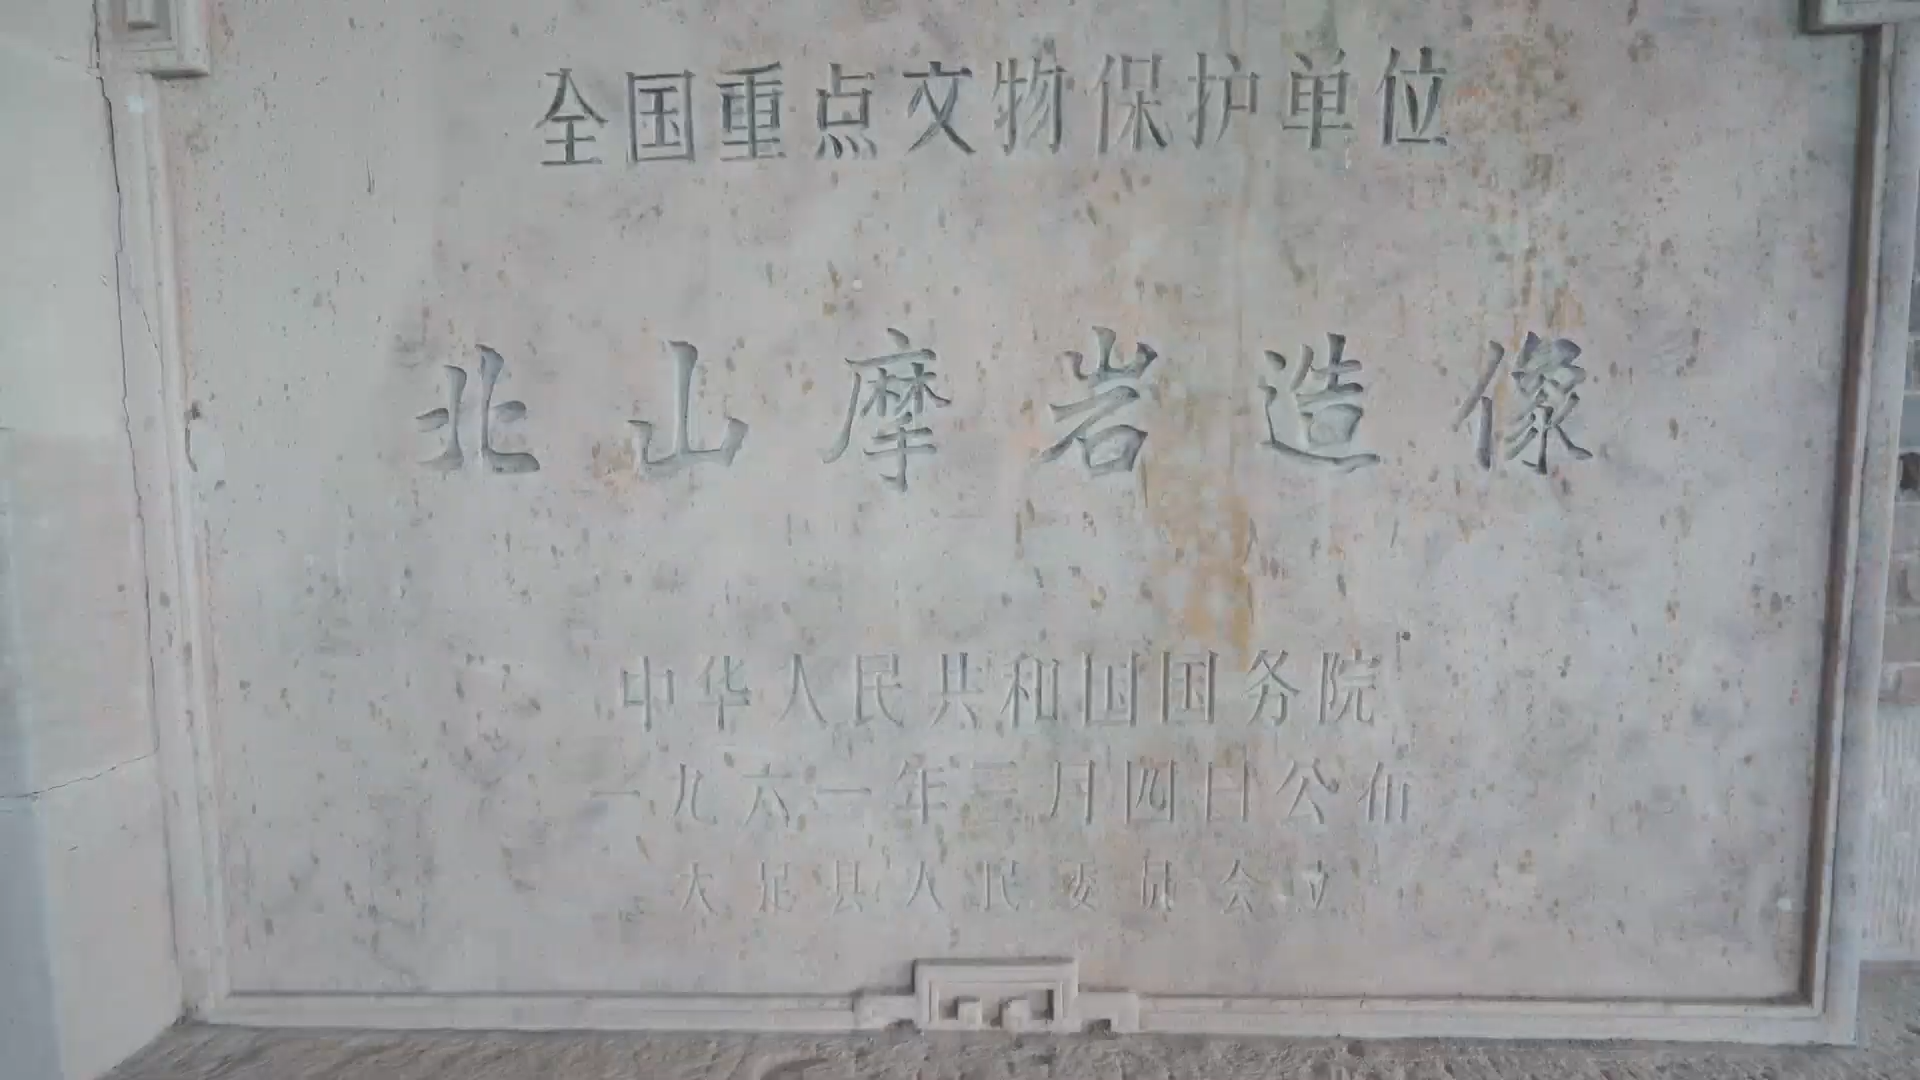 全国重点文物保护单位
北山摩岩造像
中华人民共和国国务院
一九六一年三月四日公布
大足县人民委员会立